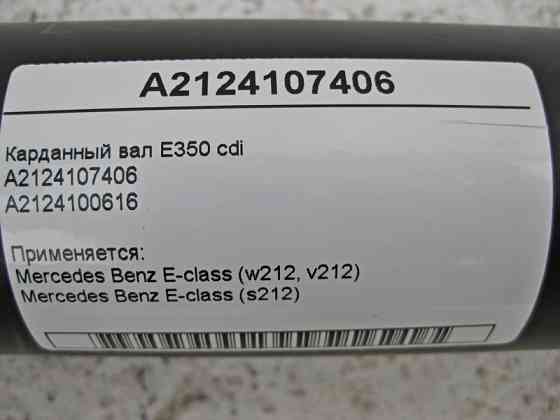 A2124107406
Карданный вал E350 cdi
A2124107406
A2124100616
Применяется:
Mercedes Benz E-class (w212, v212)
Mercedes Benz E-class (s212)